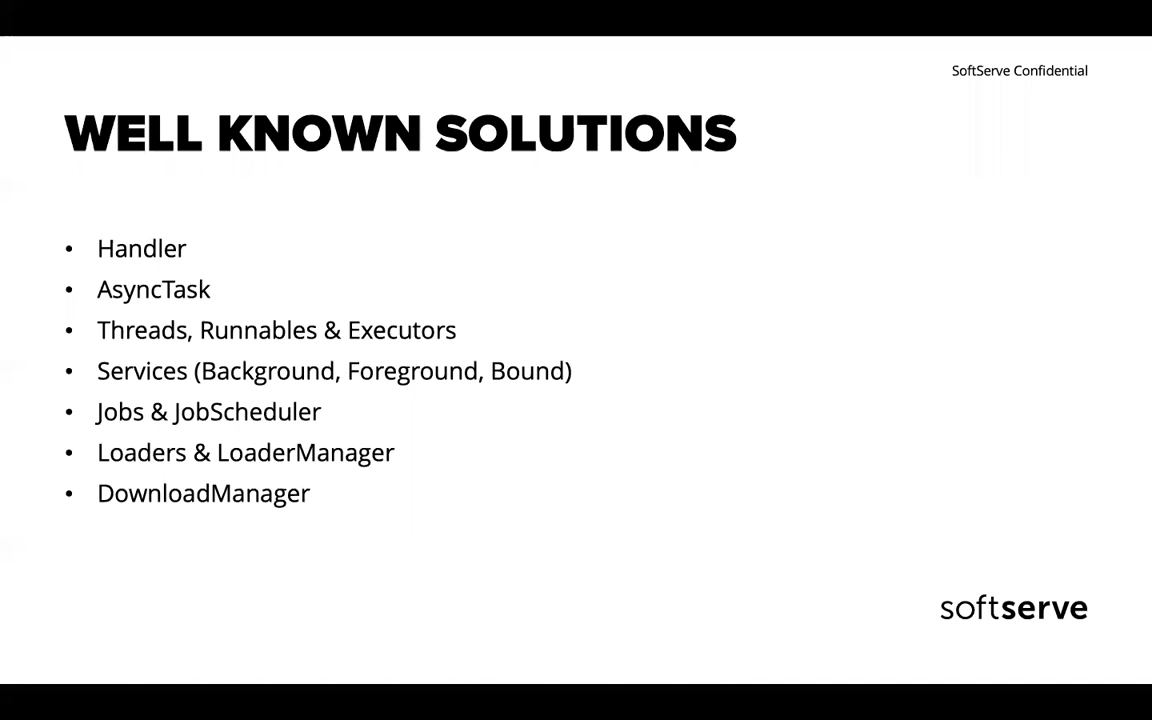 SoftServe Confidential
WELL KNOWN SOLUTIONS
• Handler
• AsyncTask
• Threads, Runnables & Executors
• Services (Background, Foreground, Bound)
• Jobs & JobScheduler
• Loaders & LoaderManager
• DownloadManager
softserve